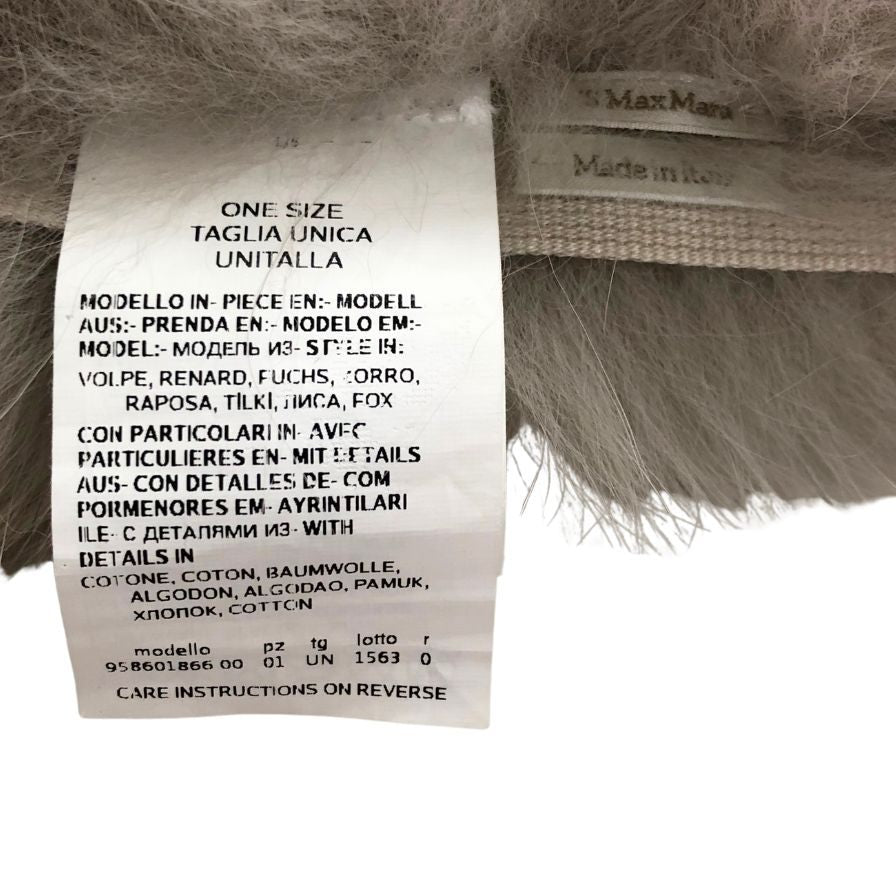 'S MaxMara
Made in Italy
ONE SIZE
TAGLIA UNICA
UNITALLA
MODELLO IN- PIECE EN:- MODELL
AUS:- PRENDA EN:- MODELO EM:-
MODEL:- МОДЕЛЬ ИЗ- STYLE IN:
VOLPE, RENARD, FUCHS, ZORRO,
RAPOSA, TİLKİ, ЛИСА, FOX
CON PARTICOLARI IN- AVEC
PARTICULIERES EN- MIT DETAILS
AUS- CON DETALLES DE- COM
PORMENORES EM- AYRINTILARI
ILE- С ДЕТАЛЯМИ ИЗ- WITH
DETAILS IN
COTONE, COTON, BAUMWOLLE,
ALGODON, ALGODAO, PAMUK,
ХЛОПОК, COTTON
modello pz tg lotto r
958601866 00 01 UN 1563 0
CARE INSTRUCTIONS ON REVERSE